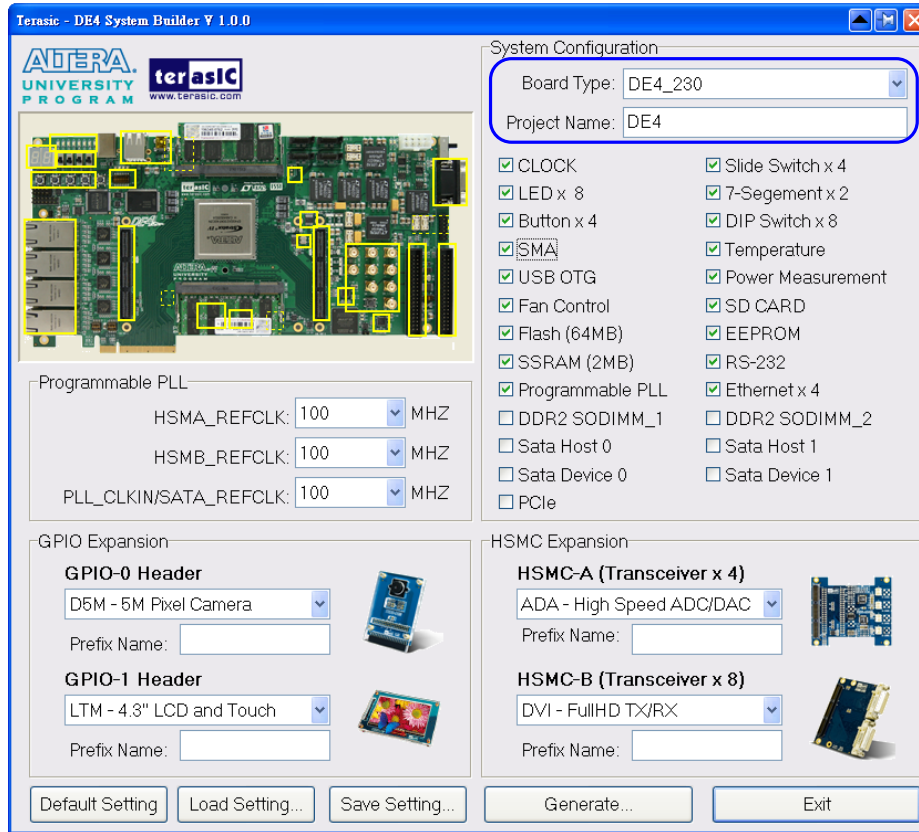 Terasic - DE4 System Builder V 1.0.0
ALTERA.
UNIVERSITY
PROGRAM
terasIC
www.terasic.com
System Configuration
Board Type: DE4_230
Project Name: DE4
CLOCK
Slide Switch x 4
LED x 8
7-Segement x 2
Button x 4
DIP Switch x 8
SMA
Temperature
USB OTG
Power Measurement
Fan Control
SD CARD
Flash (64MB)
EEPROM
SSRAM (2MB)
RS-232
Programmable PLL
Ethernet x 4
DDR2 SODIMM_1
DDR2 SODIMM_2
Sata Host 0
Sata Host 1
Sata Device 0
Sata Device 1
PCIe
Programmable PLL
HSMA_REFCLK: 100 MHZ
HSMB_REFCLK: 100 MHZ
PLL_CLKIN/SATA_REFCLK: 100 MHZ
GPIO Expansion
GPIO-0 Header
D5M - 5M Pixel Camera
Prefix Name:
GPIO-1 Header
LTM - 4.3" LCD and Touch
Prefix Name:
HSMC Expansion
HSMC-A (Transceiver x 4)
ADA - High Speed ADC/DAC
Prefix Name:
HSMC-B (Transceiver x 8)
DVI - FullHD TX/RX
Prefix Name:
Default Setting
Load Setting...
Save Setting...
Generate...
Exit